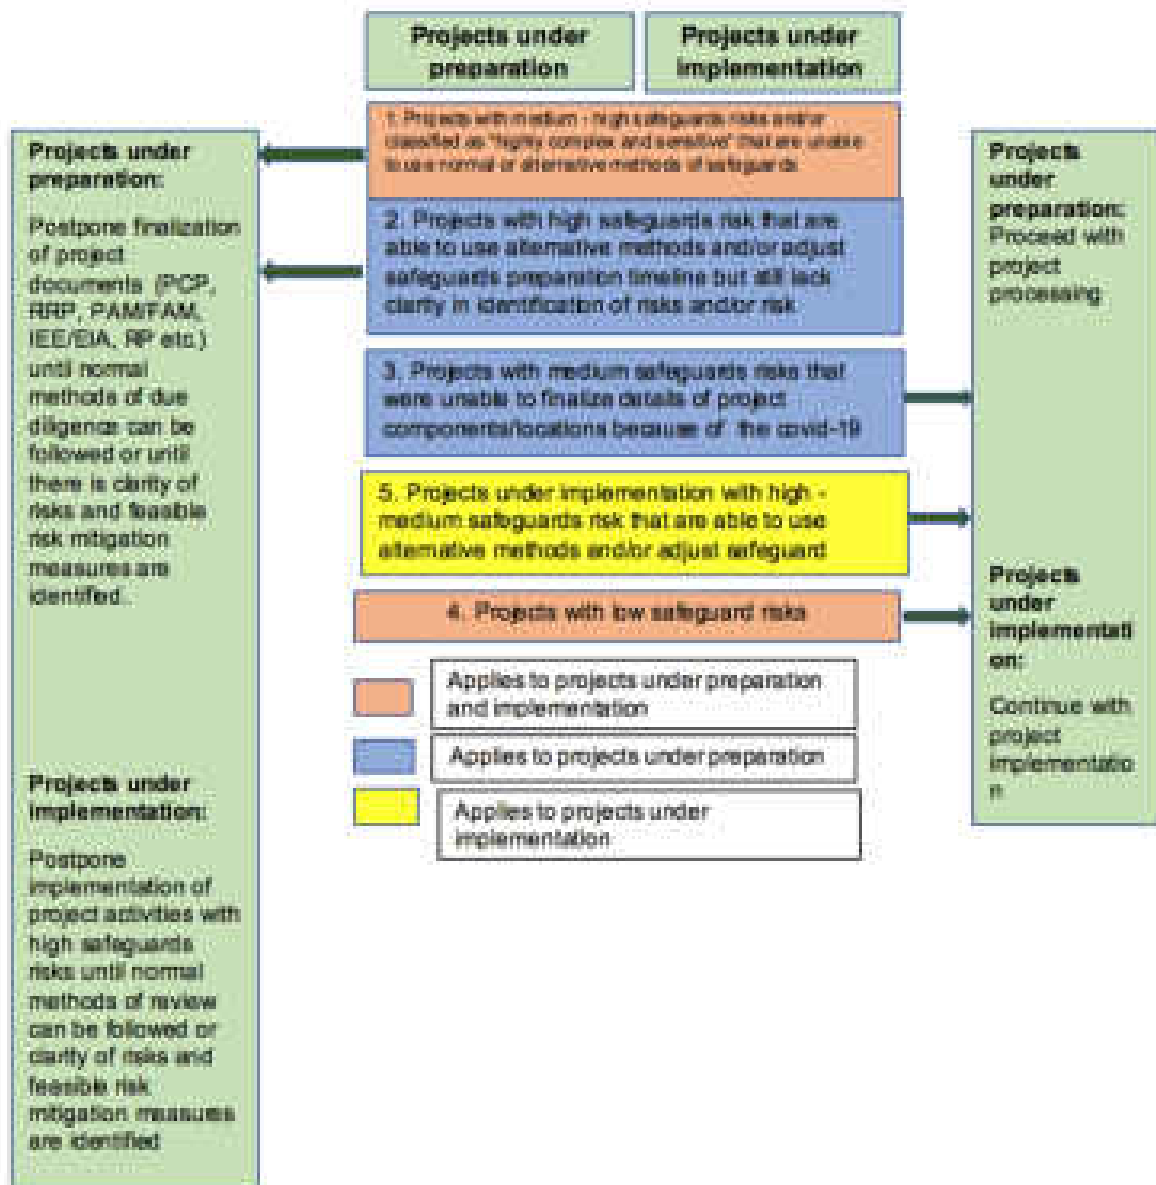 Projects under
preparation
Projects under
implementation
1. Projects with medium - high safeguards risks and/or
classified as "highly complex and sensitive" that are unable
to use normal or alternative methods of safeguards
2. Projects with high safeguards risk that are
able to use alternative methods and/or adjust
safeguards preparation timeline but still lack
clarity in identification of risks and/or risk
3. Projects with medium safeguards risks that
were unable to finalize details of project
components/locations because of the covid-19
5. Projects under implementation with high -
medium safeguards risk that are able to use
alternative methods and/or adjust safeguard
4. Projects with low safeguard risks
Applies to projects under preparation
and implementation
Applies to projects under preparation
Applies to projects under
implementation
Projects under
preparation:
Postpone finalization
of project
documents (PCP,
RRP, PAM/FAM,
IEE/EIA, RP etc.)
until normal
methods of due
diligence can be
followed or until
there is clarity of
risks and feasible
risk mitigation
measures are
identified.
Projects under
implementation:
Postpone
implementation of
project activities with
high safeguards
risks until normal
methods of review
can be followed or
clarity of risks and
feasible risk
mitigation measures
are identified
Projects
under
preparation:
Proceed with
project
processing
Projects
under
implementati
on:
Continue with
project
implementatio
n